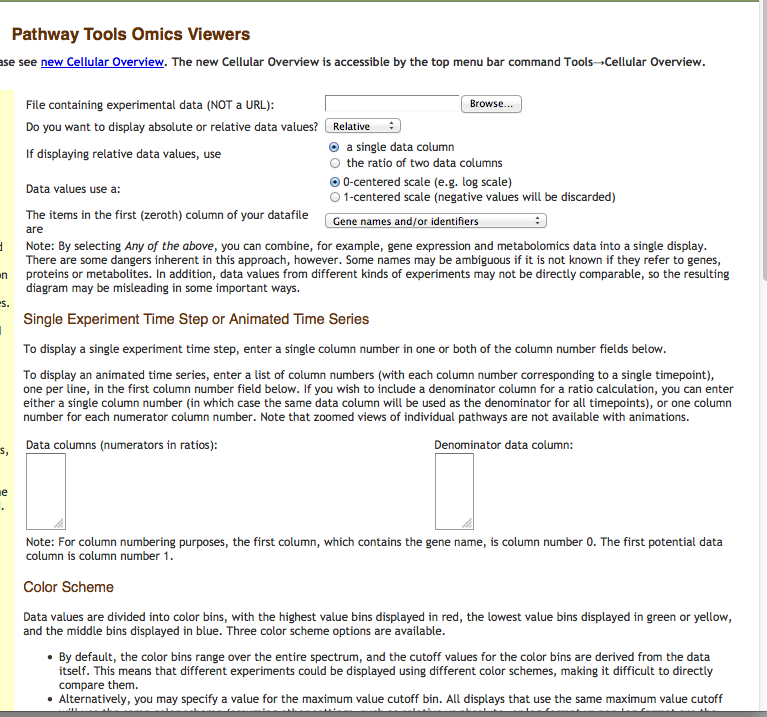 Pathway Tools Omics Viewers
see new Cellular Overview. The new Cellular Overview is accessible by the top menu bar command Tools→Cellular Overview.
File containing experimental data (NOT a URL): Browse...
Do you want to display absolute or relative data values? Relative
If displaying relative data values, use
a single data column
the ratio of two data columns
Data values use a:
0-centered scale (e.g. log scale)
1-centered scale (negative values will be discarded)
The items in the first (zeroth) column of your datafile
are
Gene names and/or identifiers
Note: By selecting Any of the above, you can combine, for example, gene expression and metabolomics data into a single display.
There are some dangers inherent in this approach, however. Some names may be ambiguous if it is not known if they refer to genes,
proteins or metabolites. In addition, data values from different kinds of experiments may not be directly comparable, so the resulting
diagram may be misleading in some important ways.
Single Experiment Time Step or Animated Time Series
To display a single experiment time step, enter a single column number in one or both of the column number fields below.
To display an animated time series, enter a list of column numbers (with each column number corresponding to a single timepoint),
one per line, in the first column number field below. If you wish to include a denominator column for a ratio calculation, you can enter
either a single column number (in which case the same data column will be used as the denominator for all timepoints), or one column
number for each numerator column number. Note that zoomed views of individual pathways are not available with animations.
Data columns (numerators in ratios):
Denominator data column:
Note: For column numbering purposes, the first column, which contains the gene name, is column number 0. The first potential data
column is column number 1.
Color Scheme
Data values are divided into color bins, with the highest value bins displayed in red, the lowest value bins displayed in green or yellow,
and the middle bins displayed in blue. Three color scheme options are available.
• By default, the color bins range over the entire spectrum, and the cutoff values for the color bins are derived from the data
itself. This means that different experiments could be displayed using different color schemes, making it difficult to directly
compare them.
• Alternatively, you may specify a value for the maximum value cutoff bin. All displays that use the same maximum value cutoff